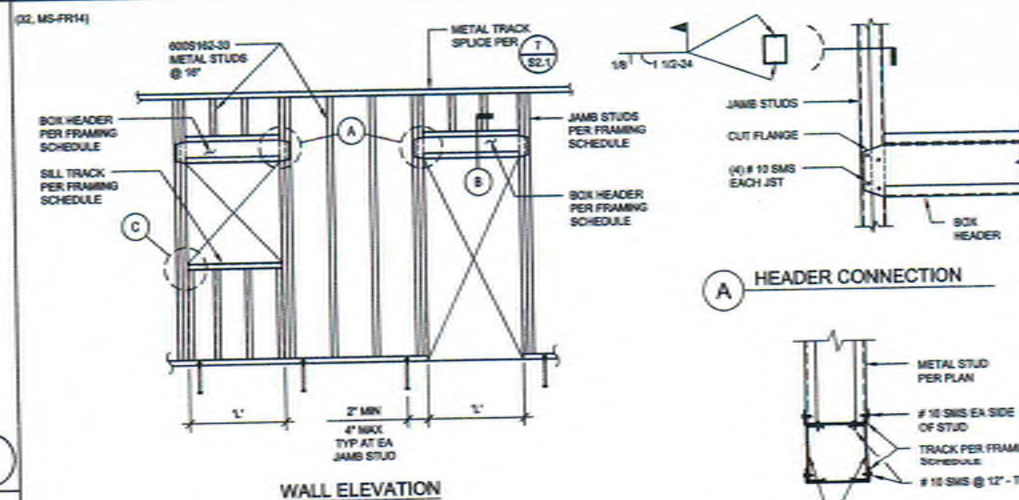 (32, MS-FR14)
600S162-33
METAL STUDS
@ 16"
METAL TRACK
SPLICE PER
7
S2.1
BOX HEADER
PER FRAMING
SCHEDULE
SILL TRACK
PER FRAMING
SCHEDULE
A
B
C
JAMB STUDS
PER FRAMING
SCHEDULE
BOX HEADER
PER FRAMING
SCHEDULE
'L'
2" MIN
4" MAX
TYP AT EA
JAMB STUD
'L'
WALL ELEVATION
1/8
1 1/2-24
JAMB STUDS
CUT FLANGE
(4) # 10 SMS
EACH JST
BOX
HEADER
A HEADER CONNECTION
METAL STUD
PER PLAN
# 10 SMS EA SIDE
OF STUD
TRACK PER FRAMI
SCHEDULE
# 10 SMS @ 12" - T